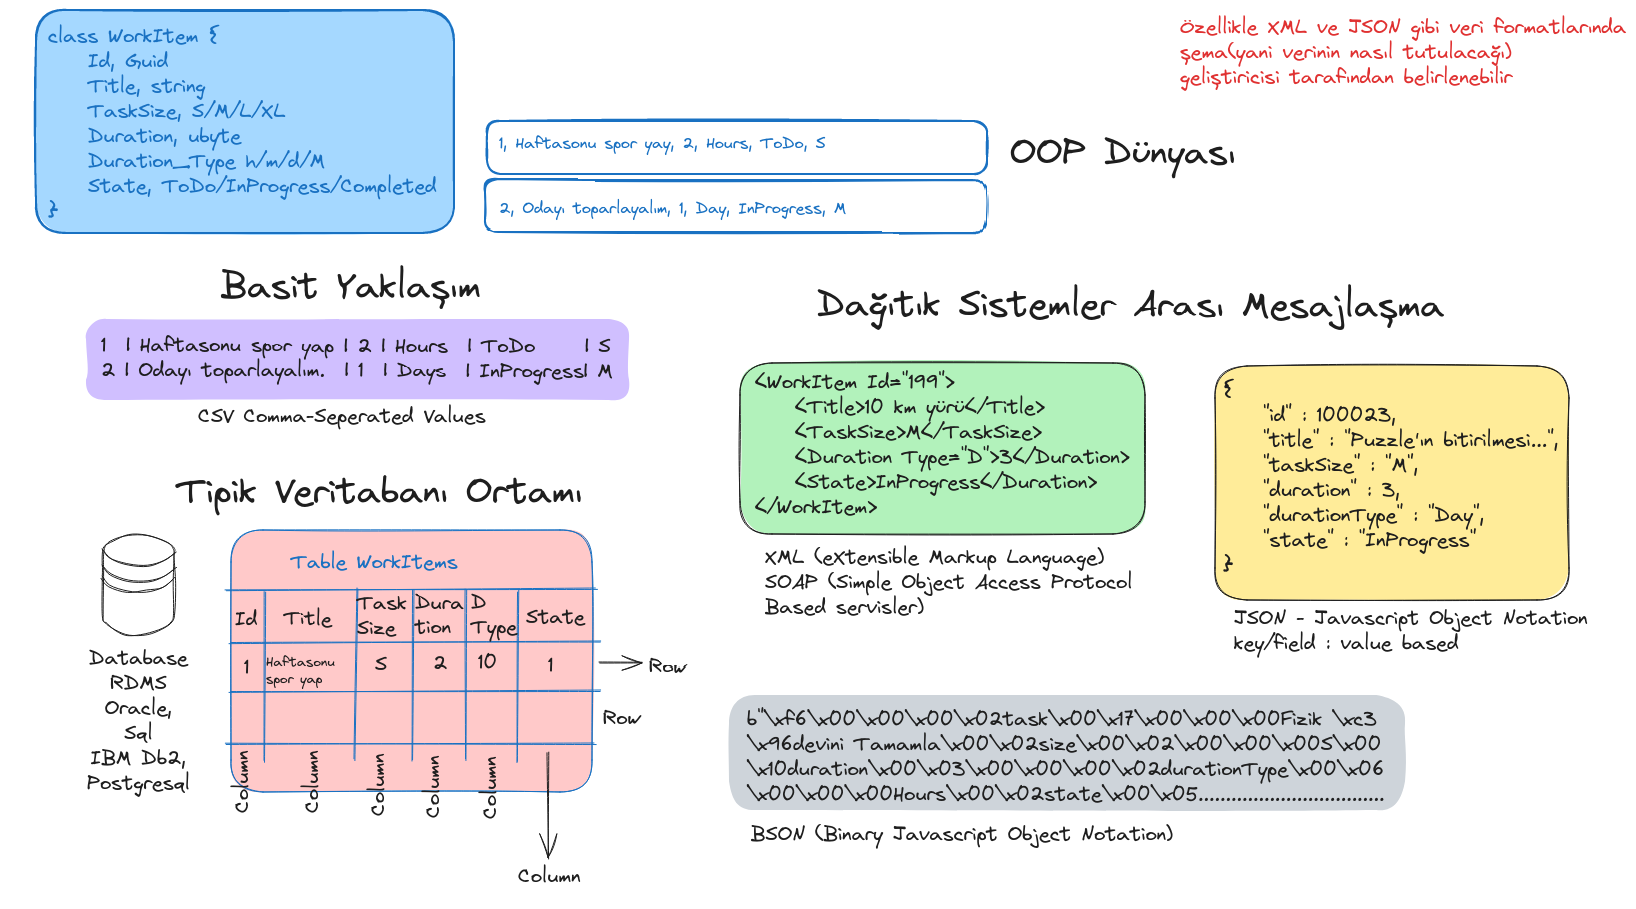 class WorkItem {
Id, Guid
Title, string
TaskSize, S/M/L/XL
Duration, ubyte
Duration_Type h/m/d/M
State, ToDo/InProgress/Completed
}
1, Haftasonu spor yay, 2, Hours, ToDo, S
2, Odayı toparlayalım, 1, Day, InProgress, M
OOP Dünyası
Özellikle XML ve JSON gibi veri formatlarında
şema(yani verinin nasıl tutulacağı)
geliştiricisi tarafından belirlenebilir
Basit Yaklaşım
1 | Haftasonu spor yap | 2 | Hours | ToDo | S
2 | Odayı toparlayalım. | 1 | Days | InProgress| M
CSV Comma-Seperated Values
Tipik Veritabanı Ortamı
Database
RDMS
Oracle,
Sql
IBM Db2,
Postgresql
Table WorkItems
Id
Title
Task
Size
Dura
tion
D
Type
State
1
Haftasonu
spor yap
S
2
10
1
Row
Row
Column
Column
Column
Column
Column
Column
Dağıtık Sistemler Arası Mesajlaşma
<WorkItem Id="199">
<Title>10 km yürü</Title>
<TaskSize>M</TaskSize>
<Duration Type="D">3</Duration>
<State>InProgress</Duration>
</WorkItem>
XML (eXtensible Markup Language)
SOAP (Simple Object Access Protocol
Based servisler)
{
"id" : 100023,
"title" : "Puzzle'ın bitirilmesi...",
"taskSize" : "M",
"duration" : 3,
"durationType" : "Day",
"state" : "InProgress"
}
JSON - Javascript Object Notation
key/field : value based
b"\xf6\x00\x00\x00\x02task\x00\x17\x00\x00\x00Fizik \xc3
\x96devini Tamamla\x00\x02size\x00\x02\x00\x00\x00S\x00
\x10duration\x00\x03\x00\x00\x00\x02durationType\x00\x06
\x00\x00\x00Hours\x00\x02state\x00\x05..................................
BSON (Binary Javascript Object Notation)